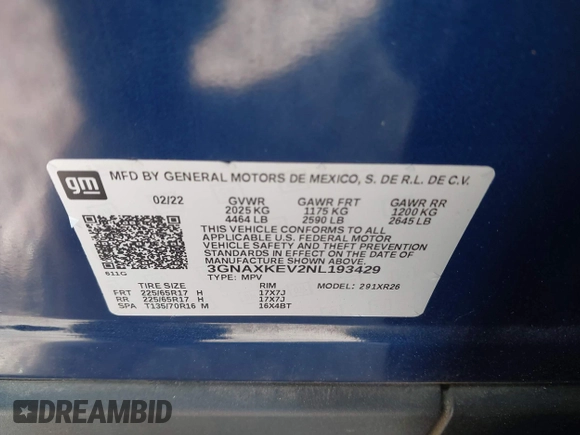 gm MFD BY GENERAL MOTORS DE MEXICO, S. DE R.L. DE C.V.
02/22 GVWR GAWR FRT GAWR RR
2025 KG 1175 KG 1200 KG
4464 LB 2590 LB 2645 LB
THIS VEHICLE CONFORMS TO ALL
APPLICABLE U.S. FEDERAL MOTOR
VEHICLE SAFETY AND THEFT PREVENTION
STANDARDS IN EFFECT ON THE DATE OF
MANUFACTURE SHOWN ABOVE.
611G 3GNAXKEV2NL193429
TYPE: MPV MODEL: 291XR26
TIRE SIZE RIM
FRT 225/65R17 H 17X7J
RR 225/65R17 H 17X7J
SPA T135/70R16 M 16X4BT
DREAMBID